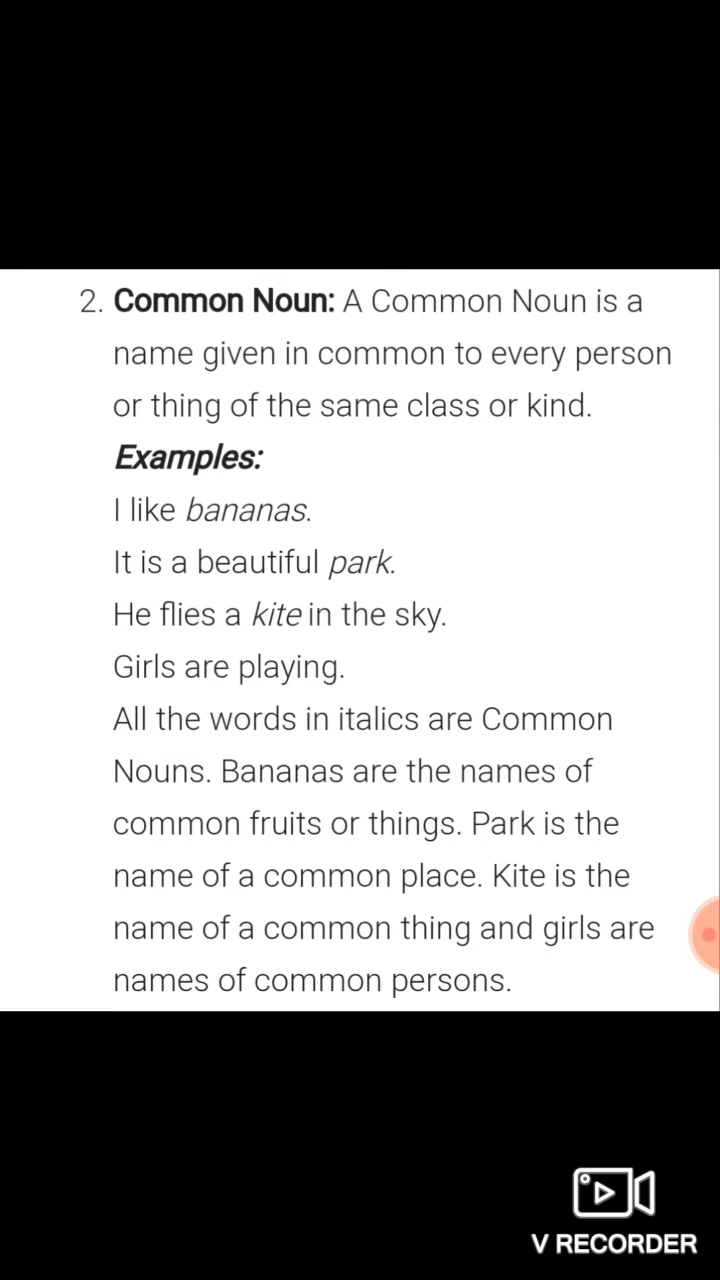 2. Common Noun: A Common Noun is a
name given in common to every person
or thing of the same class or kind.
Examples:
I like bananas.
It is a beautiful park.
He flies a kite in the sky.
Girls are playing.
All the words in italics are Common
Nouns. Bananas are the names of
common fruits or things. Park is the
name of a common place. Kite is the
name of a common thing and girls are
names of common persons.
V RECORDER